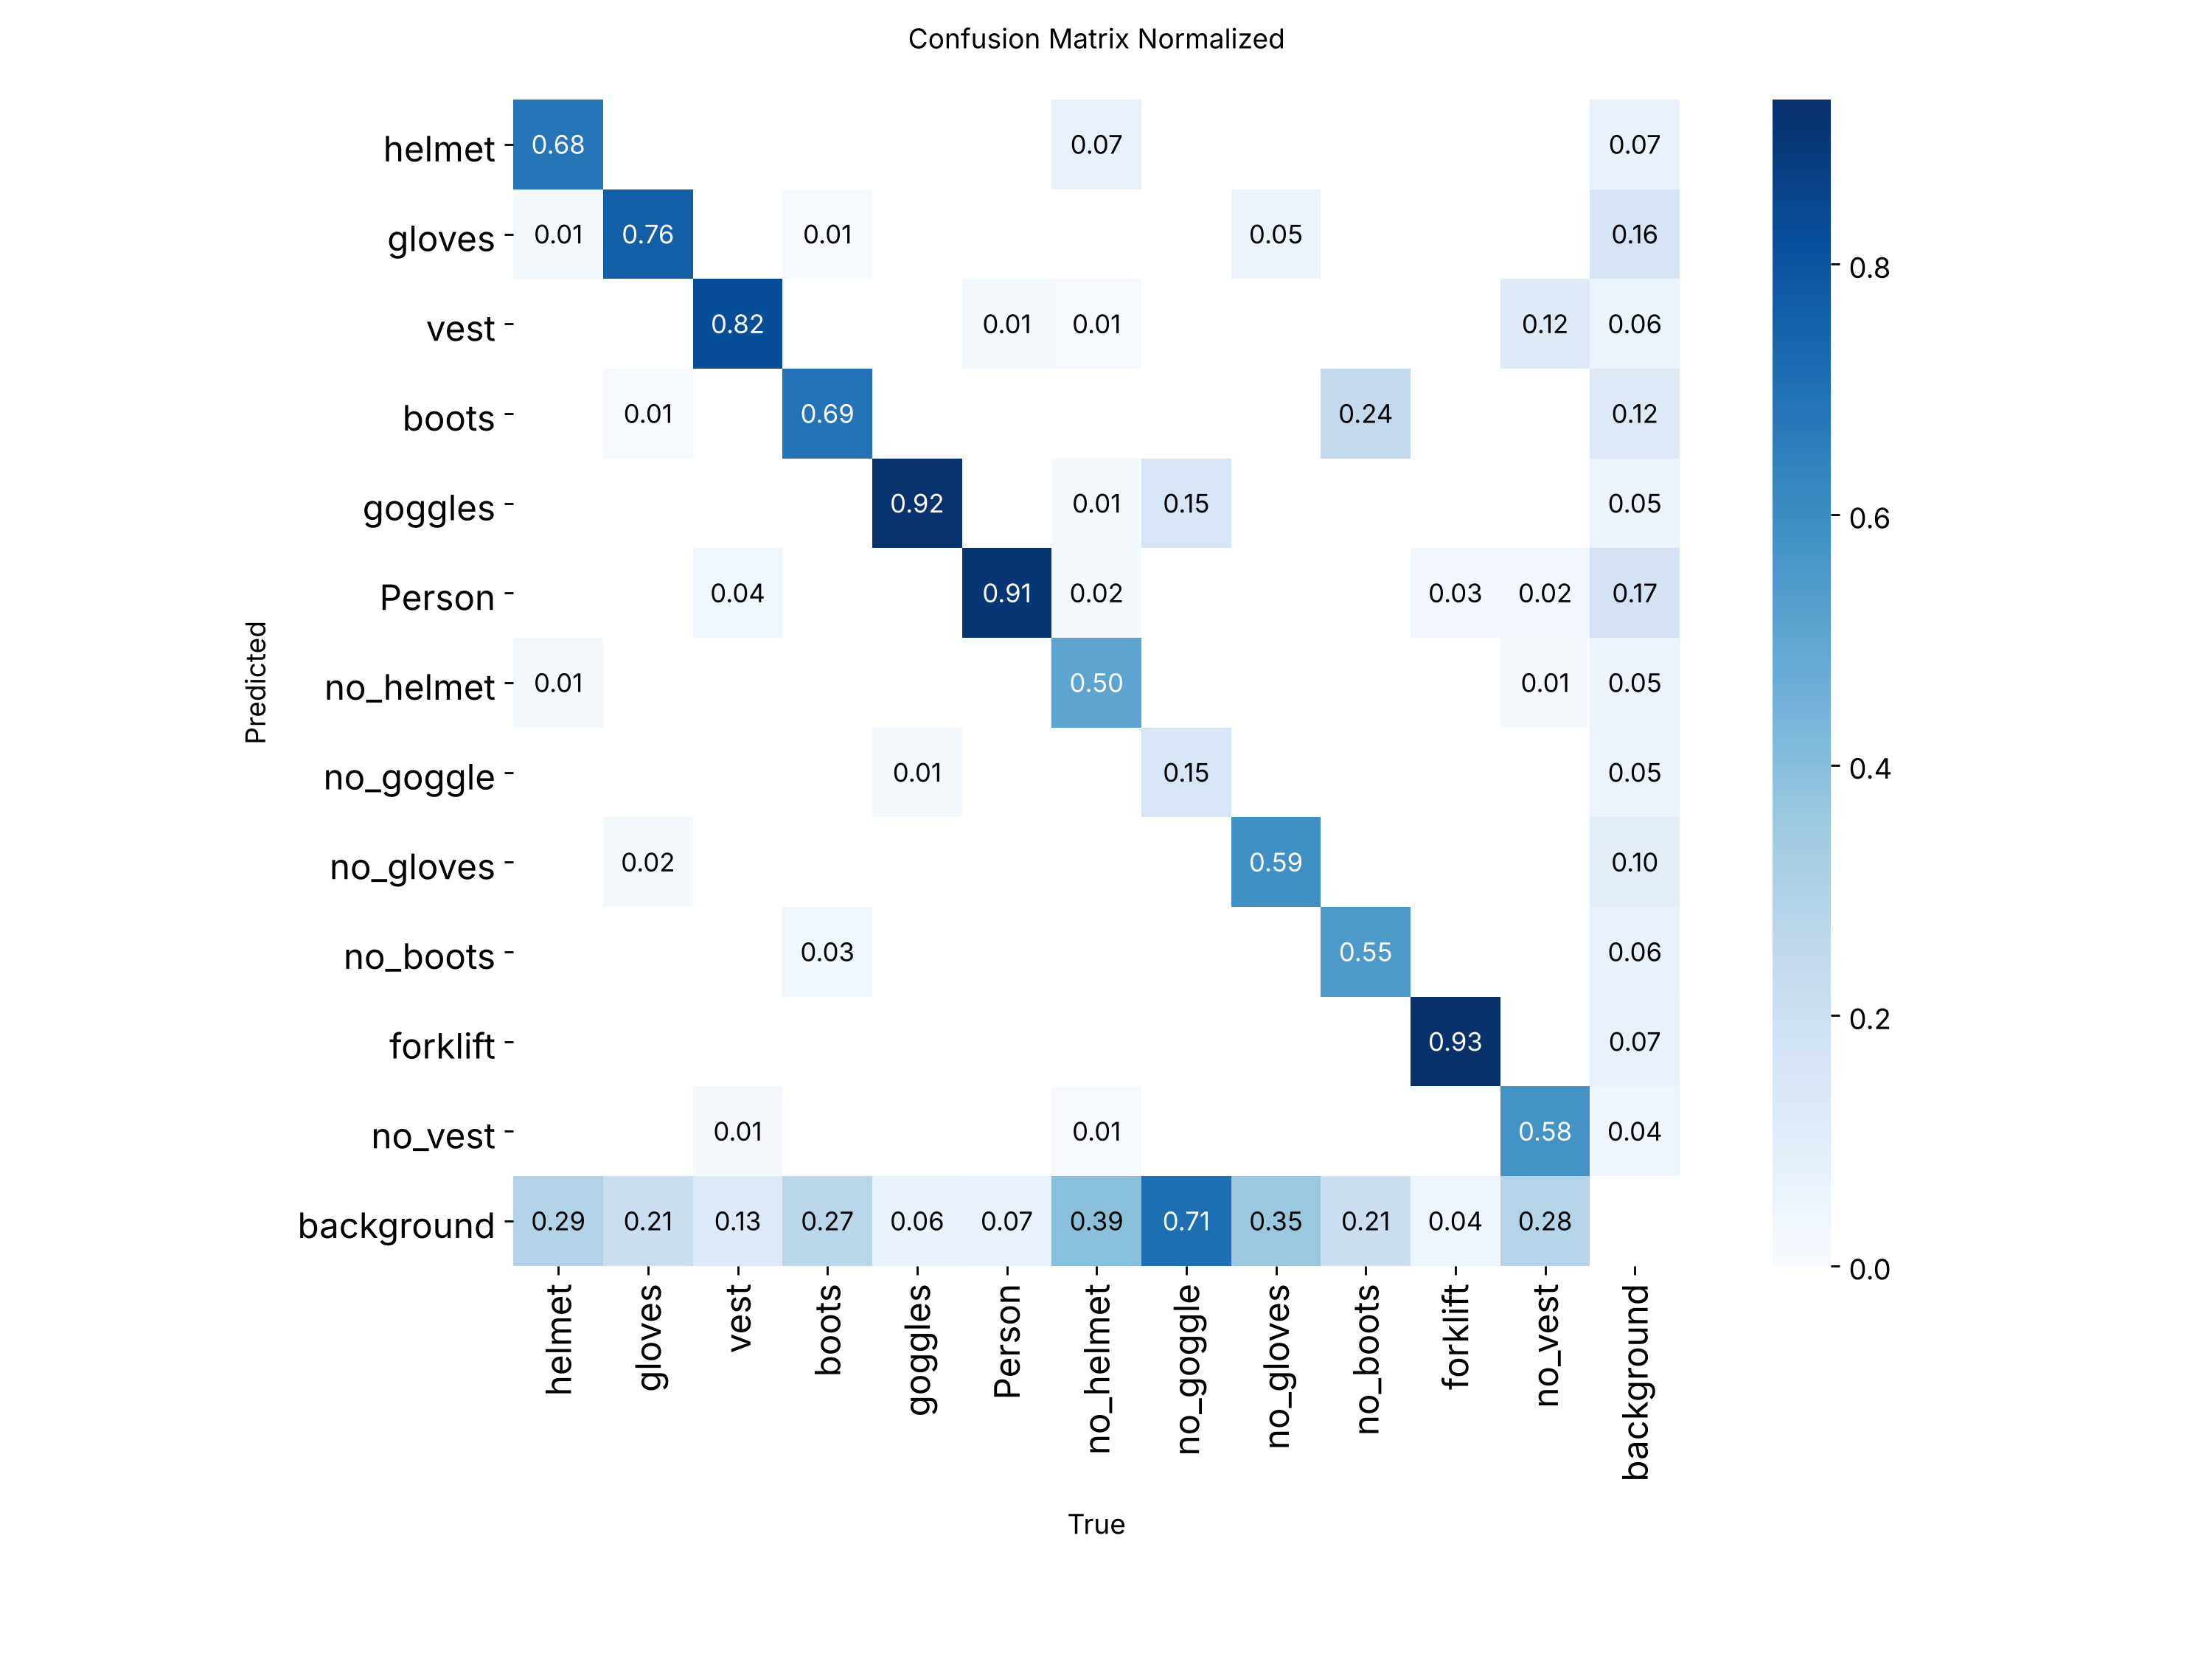 Confusion Matrix Normalized
helmet 0.68 0.07 0.07
gloves 0.01 0.76 0.01 0.05 0.16
vest 0.82 0.01 0.01 0.12 0.06
boots 0.01 0.69 0.24 0.12
goggles 0.92 0.01 0.15 0.05
Person 0.04 0.91 0.02 0.03 0.02 0.17
no_helmet 0.01 0.50 0.01 0.05
no_goggle 0.01 0.15 0.05
no_gloves 0.02 0.59 0.10
no_boots 0.03 0.55 0.06
forklift 0.93 0.07
no_vest 0.01 0.01 0.58 0.04
background 0.29 0.21 0.13 0.27 0.06 0.07 0.39 0.71 0.35 0.21 0.04 0.28
Predicted
helmet
gloves
vest
boots
goggles
Person
no_helmet
no_goggle
no_gloves
no_boots
forklift
no_vest
background
True
0.8
0.6
0.4
0.2
0.0